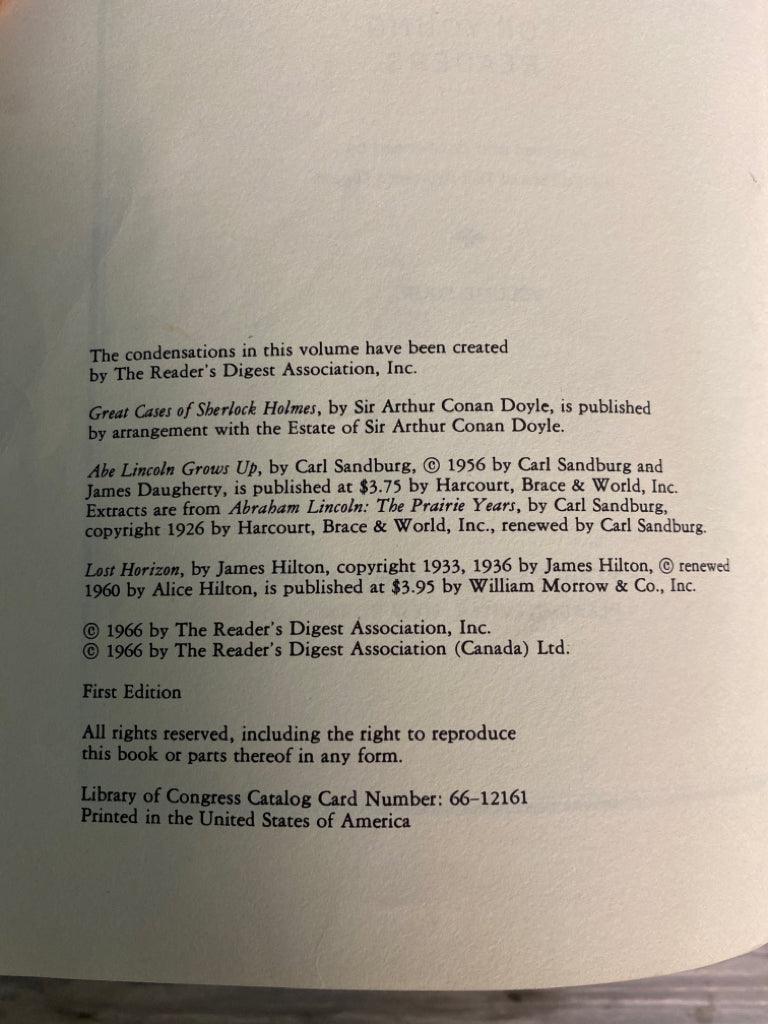 The condensations in this volume have been created
by The Reader's Digest Association, Inc.
Great Cases of Sherlock Holmes, by Sir Arthur Conan Doyle, is published
by arrangement with the Estate of Sir Arthur Conan Doyle.
Abe Lincoln Grows Up, by Carl Sandburg, © 1956 by Carl Sandburg and
James Daugherty, is published at $3.75 by Harcourt, Brace & World, Inc.
Extracts are from Abraham Lincoln: The Prairie Years, by Carl Sandburg,
copyright 1926 by Harcourt, Brace & World, Inc., renewed by Carl Sandburg.
Lost Horizon, by James Hilton, copyright 1933, 1936 by James Hilton, © renewed
1960 by Alice Hilton, is published at $3.95 by William Morrow & Co., Inc.
© 1966 by The Reader's Digest Association, Inc.
© 1966 by The Reader's Digest Association (Canada) Ltd.
First Edition
All rights reserved, including the right to reproduce
this book or parts thereof in any form.
Library of Congress Catalog Card Number: 66–12161
Printed in the United States of America